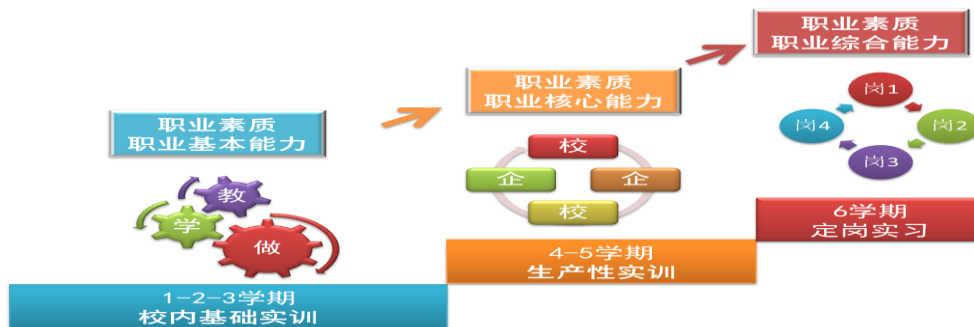 职业素质
职业综合能力
职业素质
职业核心能力
职业素质
职业基本能力
岗1
岗4
岗2
岗3
校
企
企
校
教
学
做
6学期
定岗实习
4-5学期
生产性实训
1-2-3学期
校内基础实训